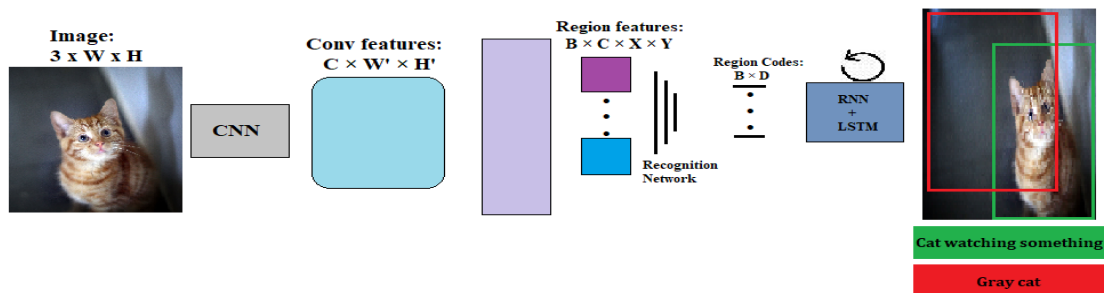 Image:
3 x W x H
CNN
Conv features:
C × W' × H'
Region features:
B × C × X × Y
Recognition
Network
Region Codes:
B × D
RNN
+
LSTM
Cat watching something
Gray cat